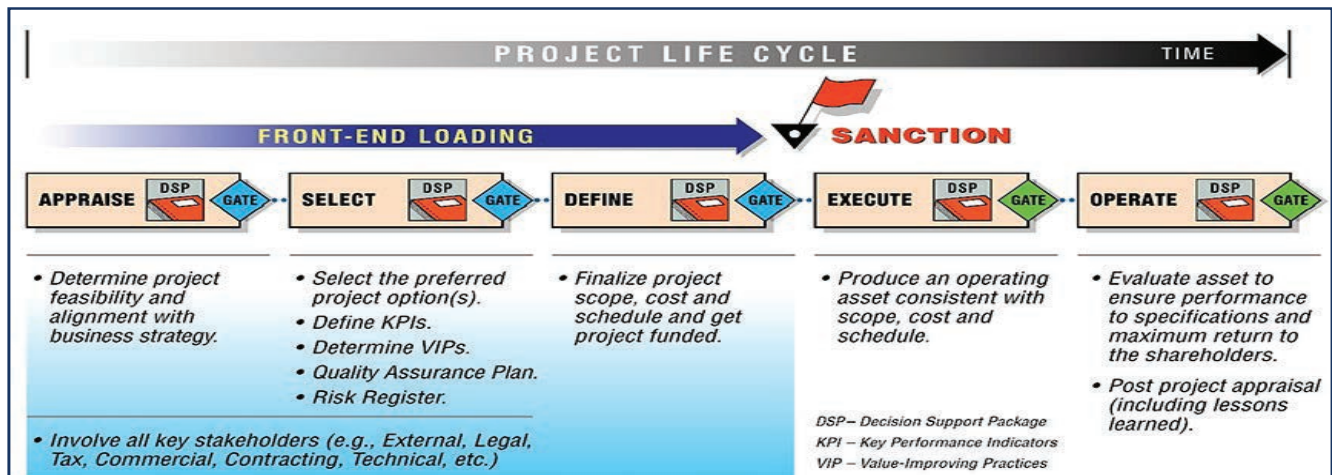 PROJECT LIFE CYCLE
TIME
FRONT-END LOADING
SANCTION
APPRAISE
DSP
GATE
SELECT
DSP
GATE
DEFINE
DSP
GATE
EXECUTE
DSP
GATE
OPERATE
DSP
GATE
• Determine project
feasibility and
alignment with
business strategy.
• Select the preferred
project option(s).
• Define KPIs.
• Determine VIPs.
• Quality Assurance Plan.
• Risk Register.
• Involve all key stakeholders (e.g., External, Legal,
Tax, Commercial, Contracting, Technical, etc.)
• Finalize project
scope, cost and
schedule and get
project funded.
• Produce an operating
asset consistent with
scope, cost and
schedule.
DSP – Decision Support Package
KPI – Key Performance Indicators
VIP – Value-Improving Practices
• Evaluate asset to
ensure performance
to specifications and
maximum return to
the shareholders.
• Post project appraisal
(including lessons
learned).